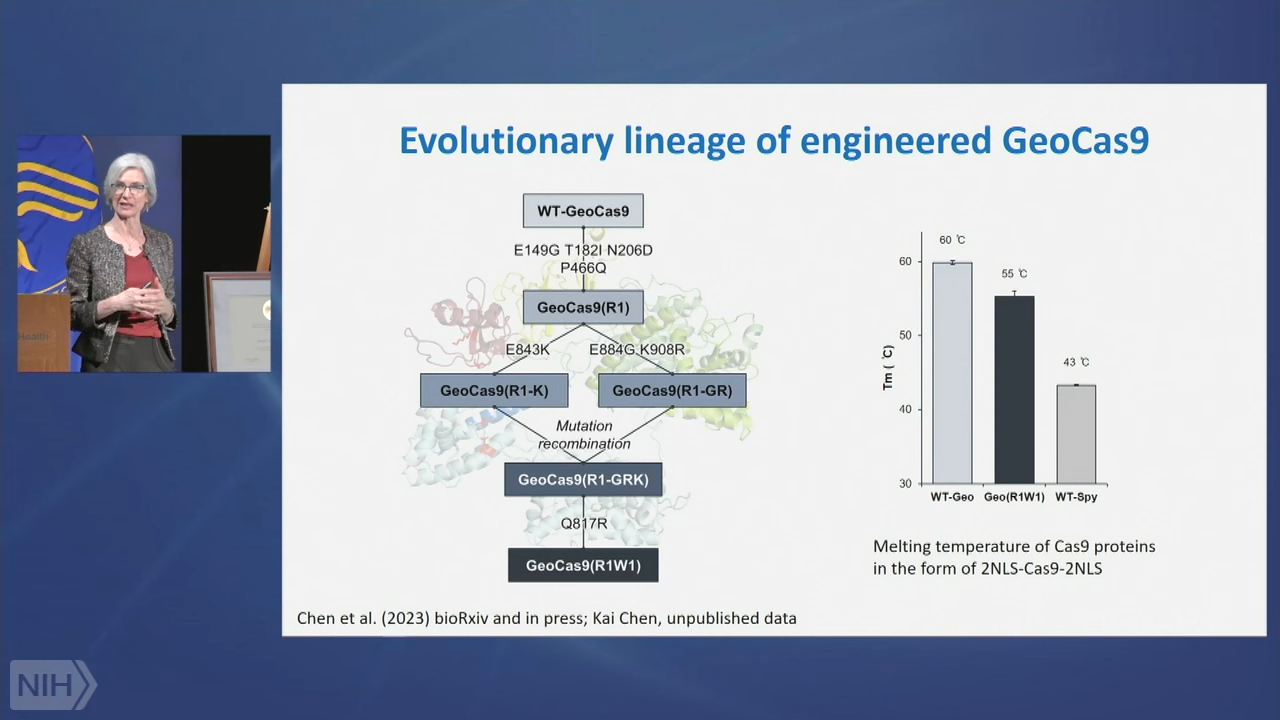 Evolutionary lineage of engineered GeoCas9
WT-GeoCas9
E149G T182I N206D
P466Q
GeoCas9(R1)
E843K
E884G K908R
GeoCas9(R1-K)
GeoCas9(R1-GR)
Mutation
recombination
GeoCas9(R1-GRK)
Q817R
GeoCas9(R1W1)
Tm (℃)
60
50
40
30
60 ℃
55 ℃
43 ℃
WT-Geo
Geo(R1W1)
WT-Spy
Melting temperature of Cas9 proteins
in the form of 2NLS-Cas9-2NLS
Chen et al. (2023) bioRxiv and in press; Kai Chen, unpublished data
Health
NIH